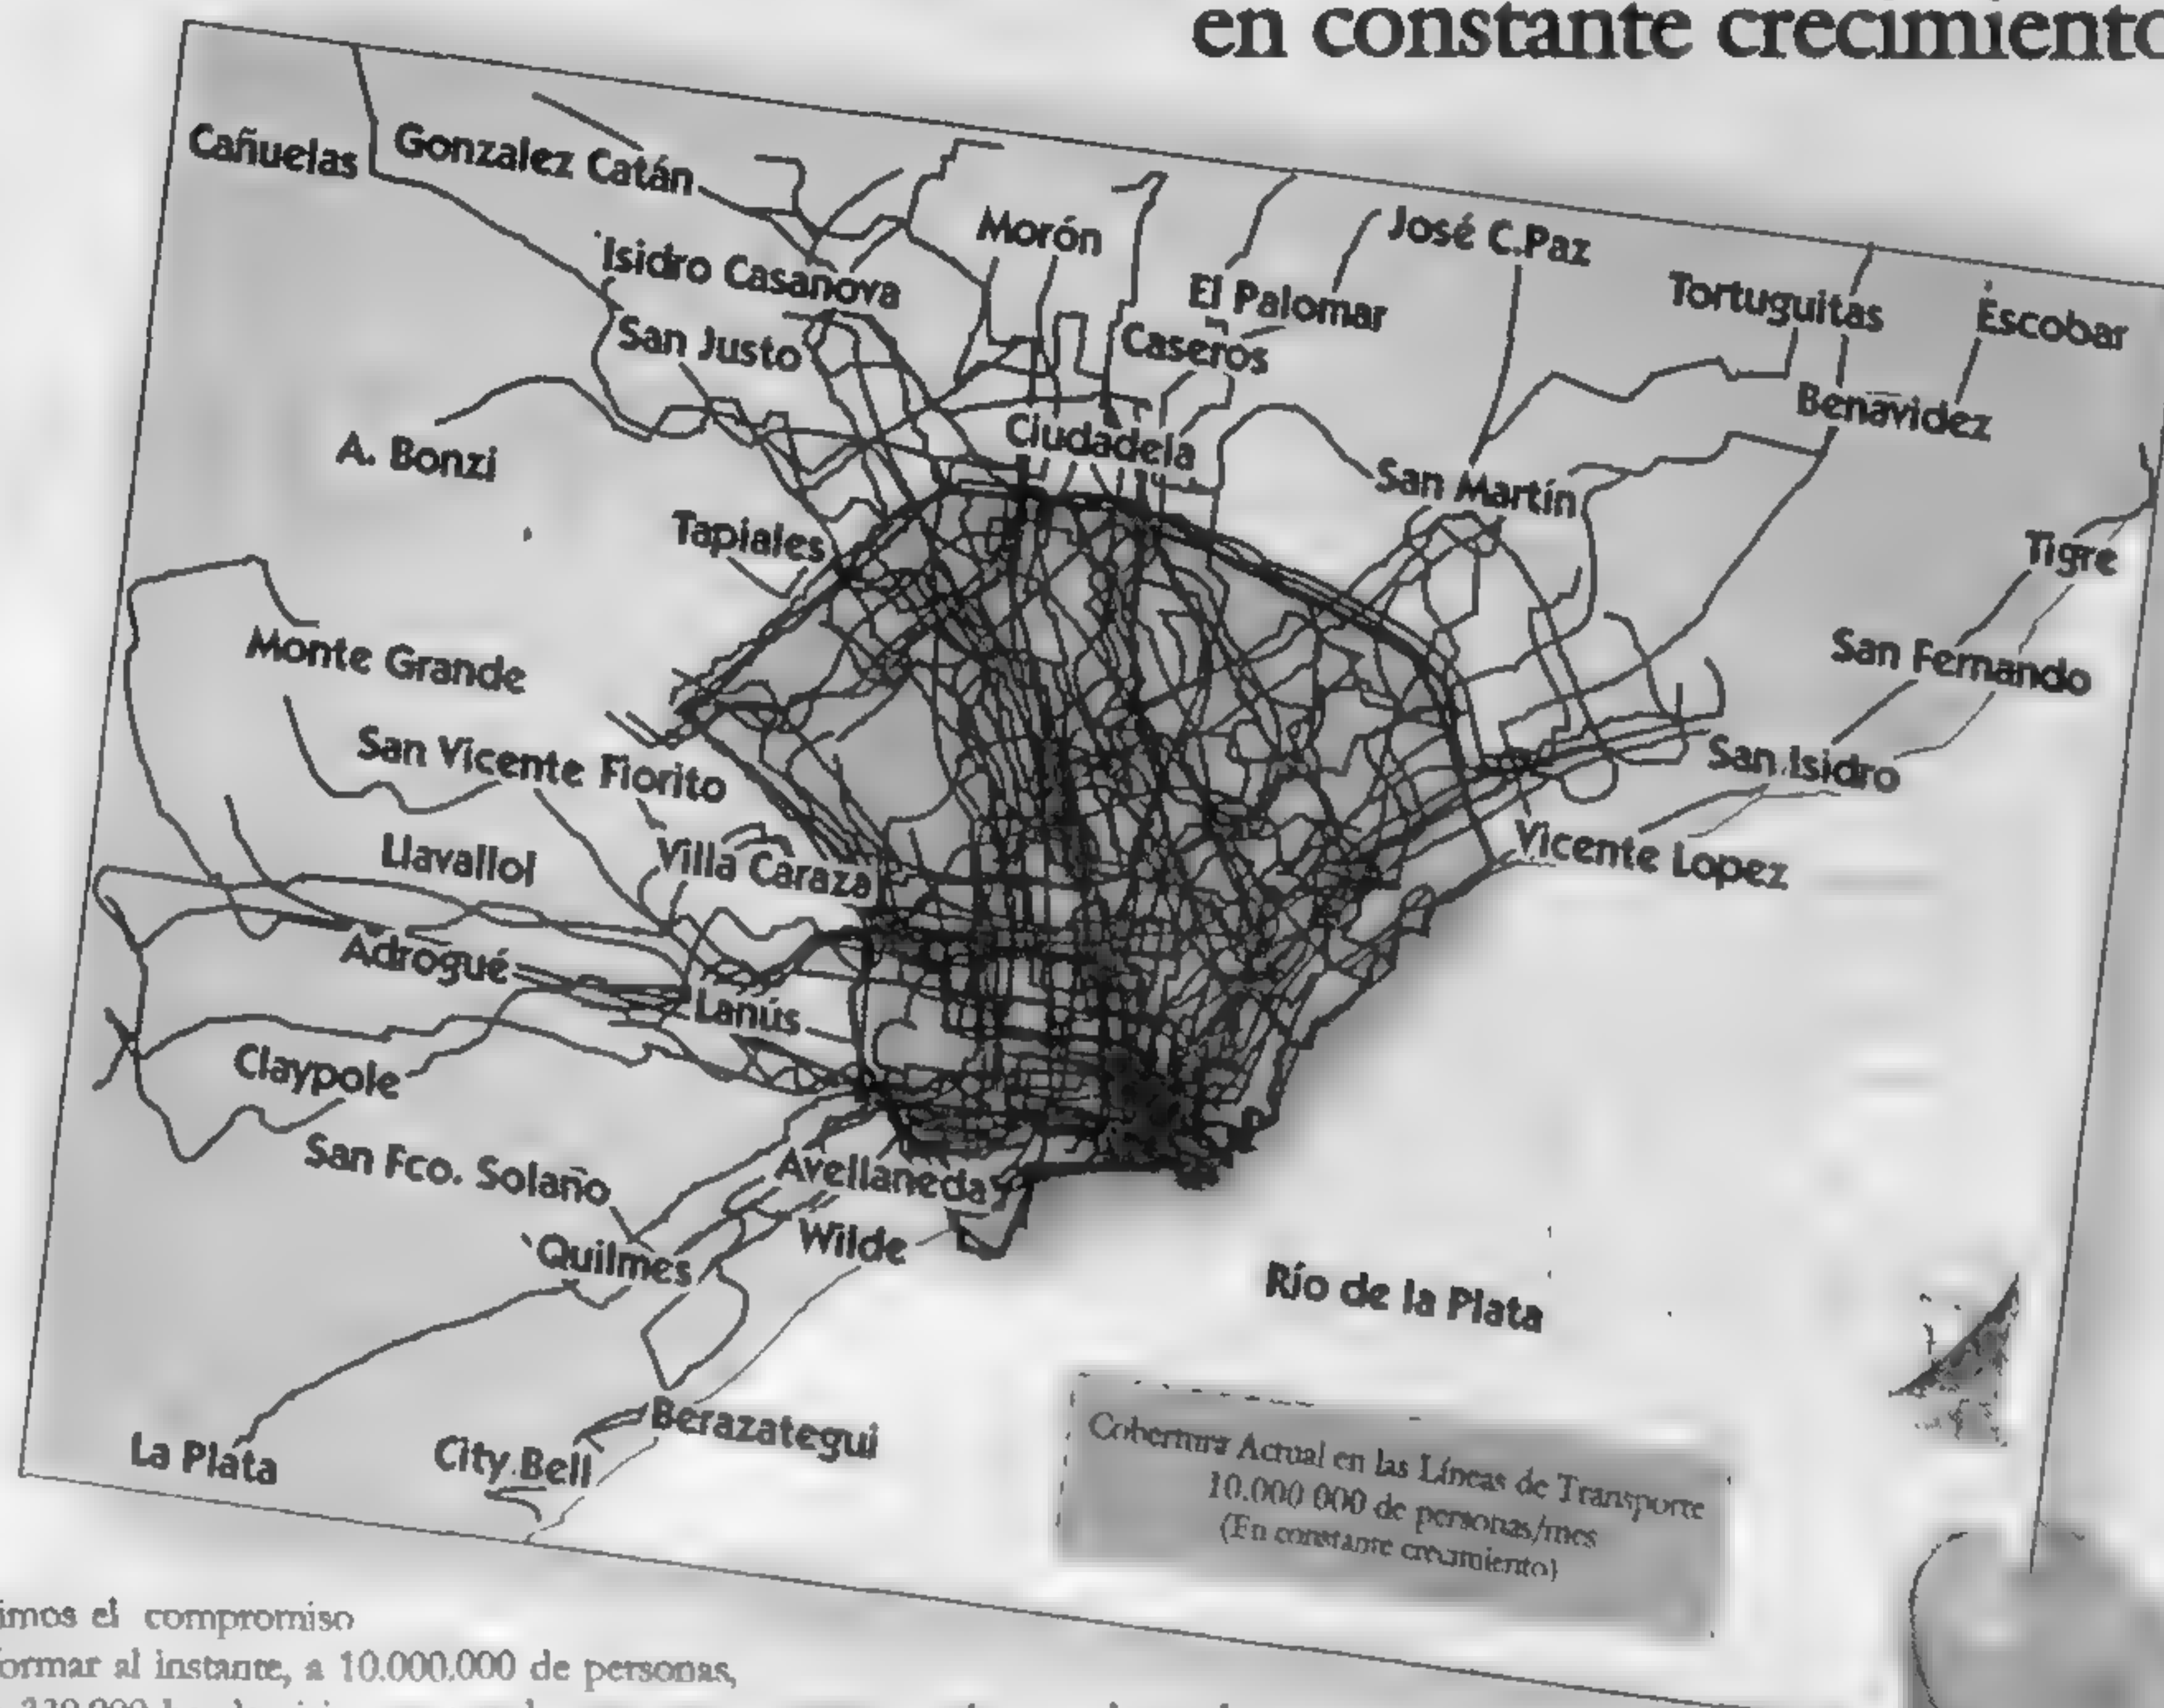 en constante crecimiento
Cañuelas
Gonzalez Catán
Morón
José C.Paz
Isidro Casanova
El Palomar
Tortuguitas
Escobar
San Justo
Caseros
Benavidez
A. Bonzi
Ciudadela
San Martín
Tapiales
Tigre
Monte Grande
San Fernando
San Vicente Fiorito
San Isidro
Llavallol
Villa Caraza
Vicente Lopez
Adrogué
Lanús
Claypole
San Fco. Solaño
Avellaneda
Quilmes
Wilde
Río de la Plata
La Plata
City Bell
Berazategui
Cobertura Actual en las Líneas de Transporte
10.000 000 de personas/mes
(En constante crecimiento)
imos el compromiso
ormar al instante, a 10.000.000 de personas,